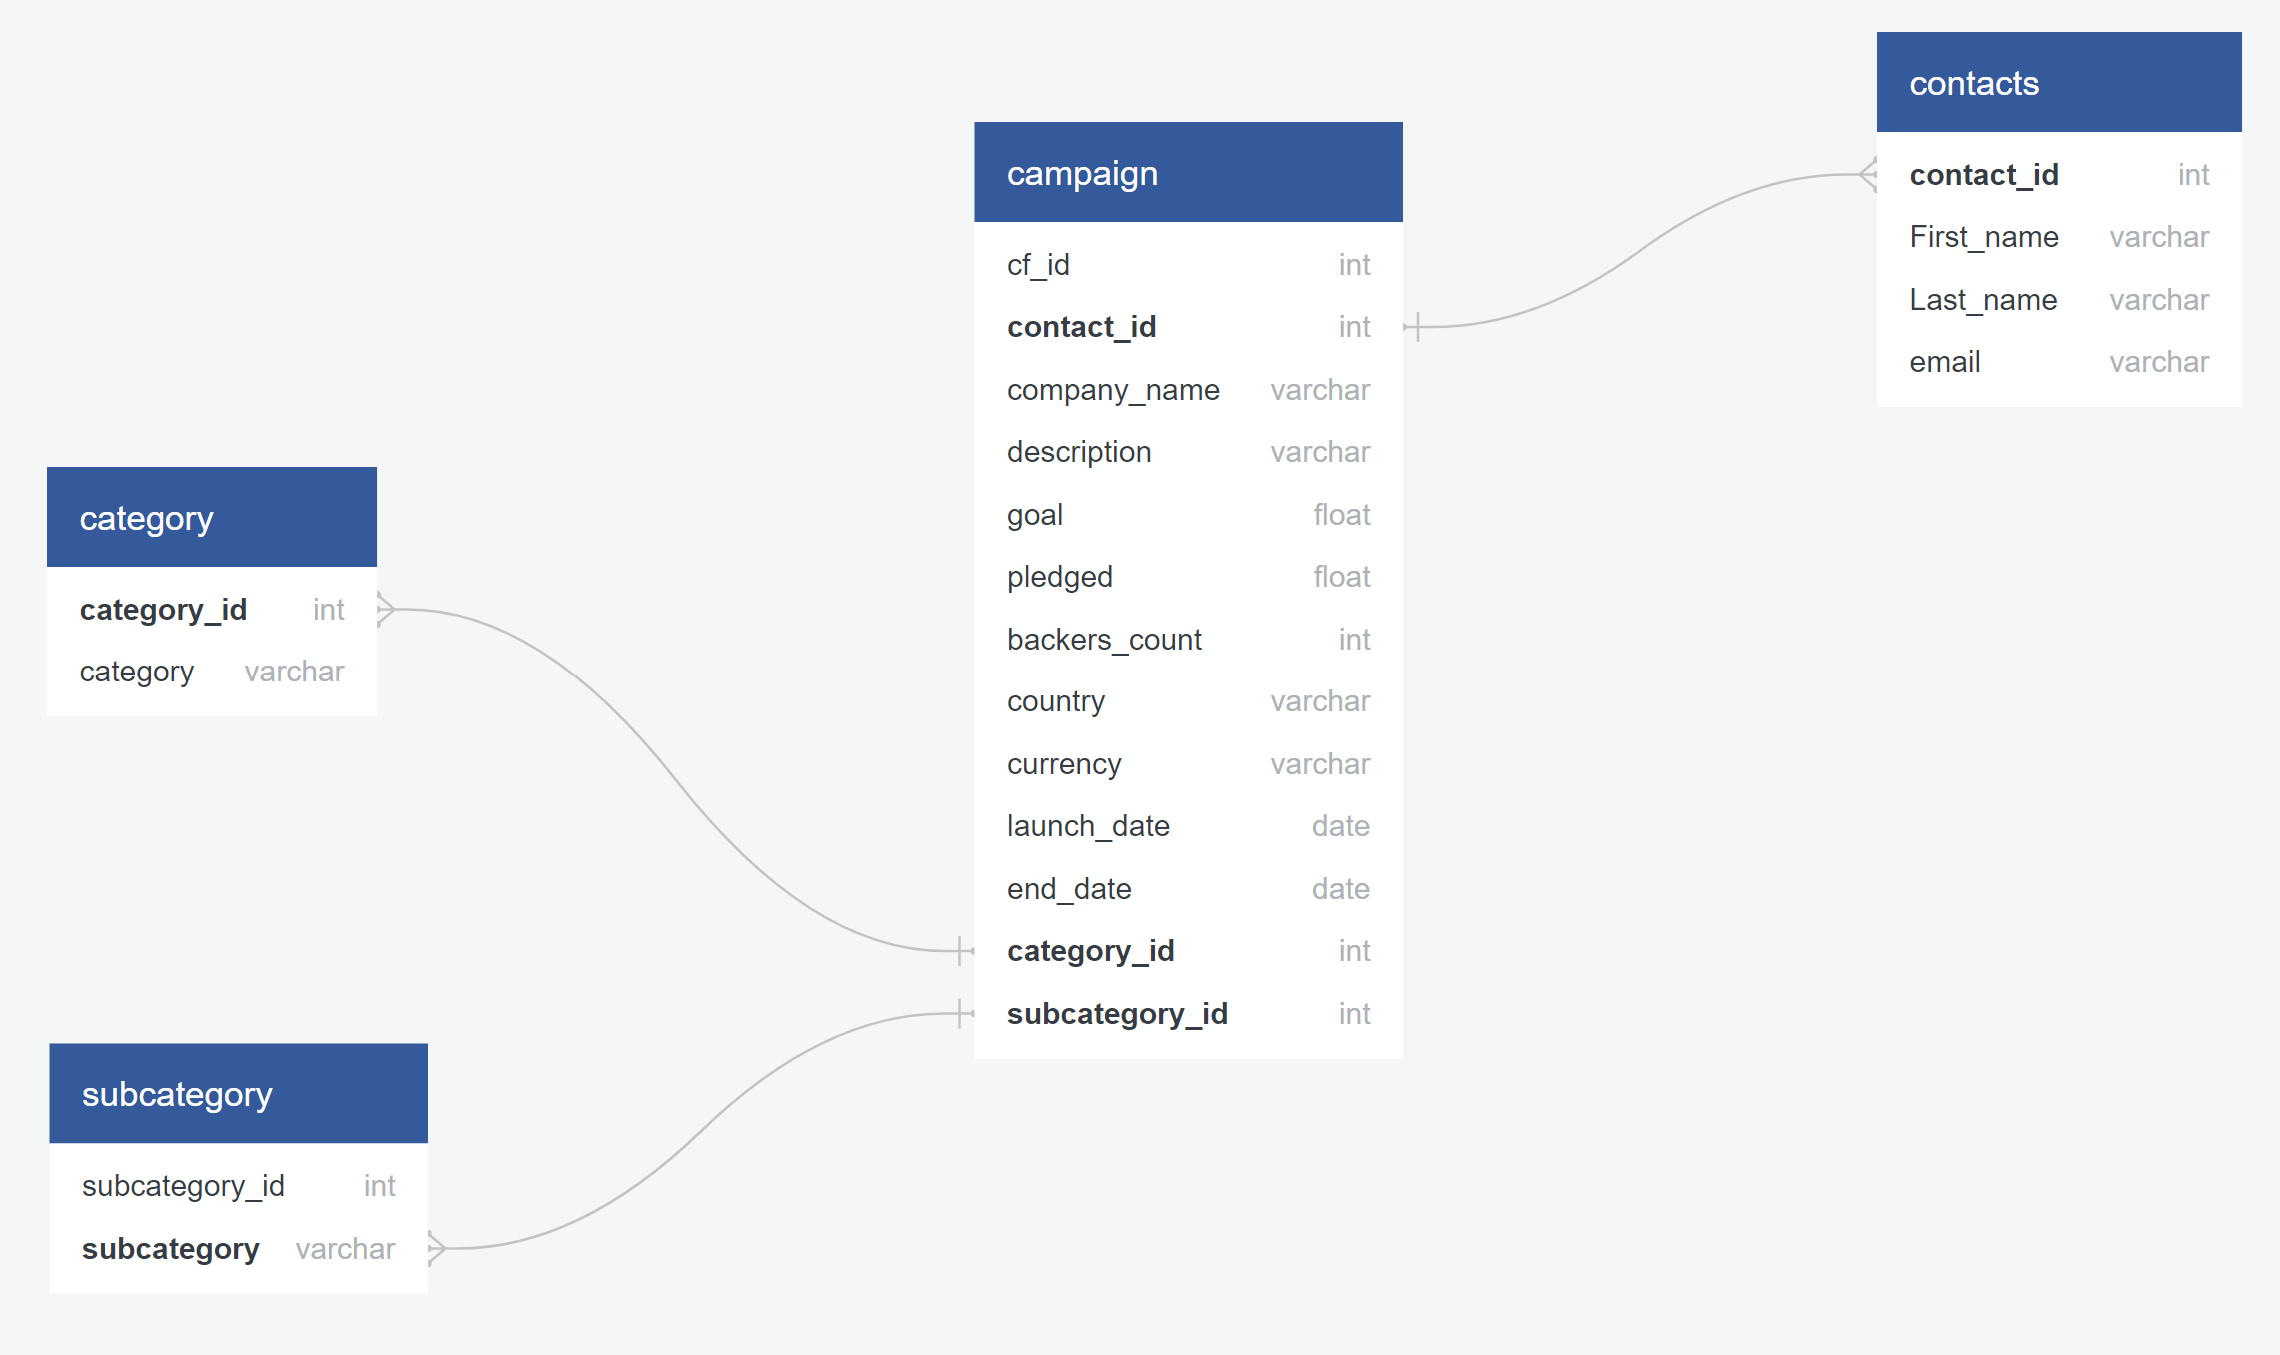 contacts
contact_id int
First_name varchar
Last_name varchar
email varchar
campaign
cf_id int
contact_id int
company_name varchar
description varchar
goal float
pledged float
backers_count int
country varchar
currency varchar
launch_date date
end_date date
category_id int
subcategory_id int
category
category_id int
category varchar
subcategory
subcategory_id int
subcategory varchar